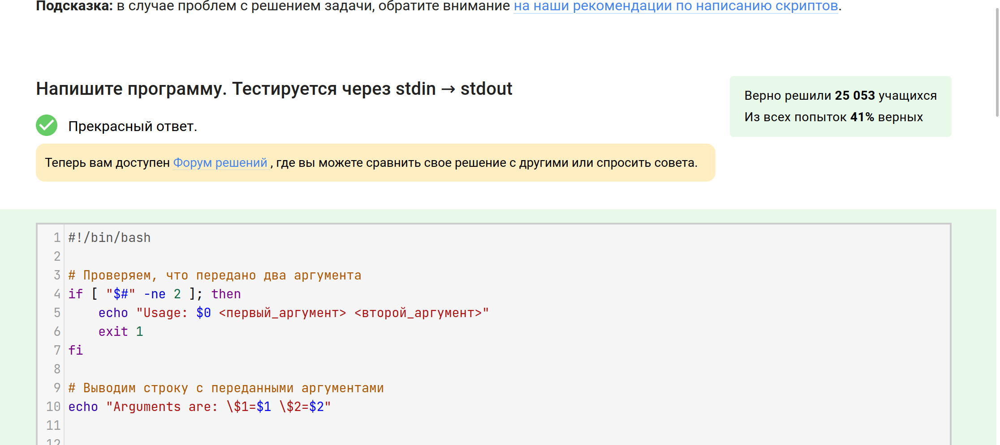 Подсказка: в случае проблем с решением задачи, обратите внимание на наши рекомендации по написанию скриптов.
Напишите программу. Тестируется через stdin → stdout
Верно решили 25 053 учащихся
Из всех попыток 41% верных
Прекрасный ответ.
Теперь вам доступен Форум решений , где вы можете сравнить свое решение с другими или спросить совета.
1 #!/bin/bash
2
3 # Проверяем, что передано два аргумента
4 if [ "$#" -ne 2 ]; then
5     echo "Usage: $0 <первый_аргумент> <второй_аргумент>"
6     exit 1
7 fi
8
9 # Выводим строку с переданными аргументами
10 echo "Arguments are: \$1=$1 \$2=$2"
11
12